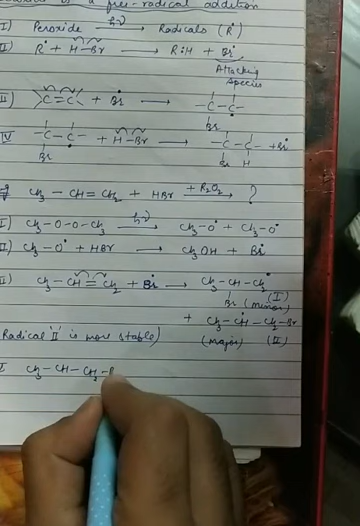 is a free-radical addition
I) Peroxide —hν→ Radicals (R•)
II) R• + H–Br → R:H + Br•
Attacking
species
III) >C=C< + Br• → –C–C–
Br
IV –C–C– + H–Br → –C–C– + Br•
Br Br H
eg CH3 – CH = CH2 + HBr + R2O2 → ?
I) CH3–O–O–CH3 —hν→ CH3–O• + CH3–O•
II) CH3–O• + HBr → CH3OH + Br•
III) CH3 – CH = CH2 + Br• → CH3–CH–CH2• (I)
Br (minor)
+ CH3–CH–CH2–Br
(major) (II)
Radical 'II' is more stable)
CH3 – CH – CH2 –